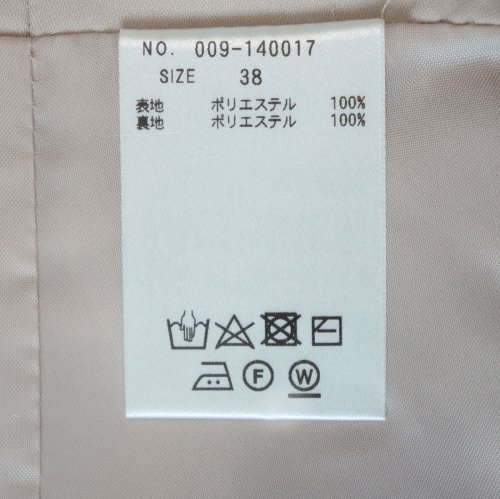 NO. 009-140017
SIZE 38
表地 ポリエステル 100%
裏地 ポリエステル 100%
F W